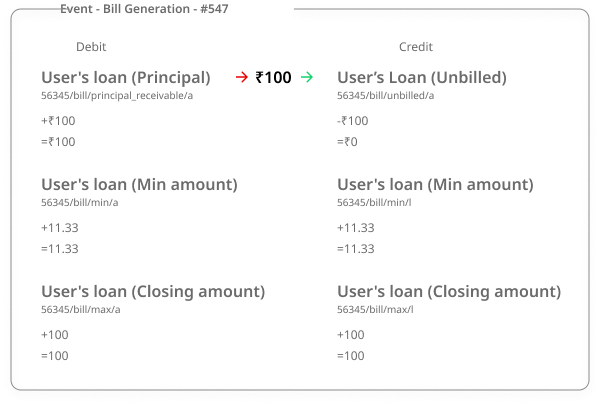 Event - Bill Generation - #547
Debit
Credit
User's loan (Principal) → ₹100 → User’s Loan (Unbilled)
56345/bill/principal_receivable/a
56345/bill/unbilled/a
+₹100
-₹100
=₹100
=₹0
User's loan (Min amount)
User's loan (Min amount)
56345/bill/min/a
56345/bill/min/l
+11.33
+11.33
=11.33
=11.33
User's loan (Closing amount)
User's loan (Closing amount)
56345/bill/max/a
56345/bill/max/l
+100
+100
=100
=100